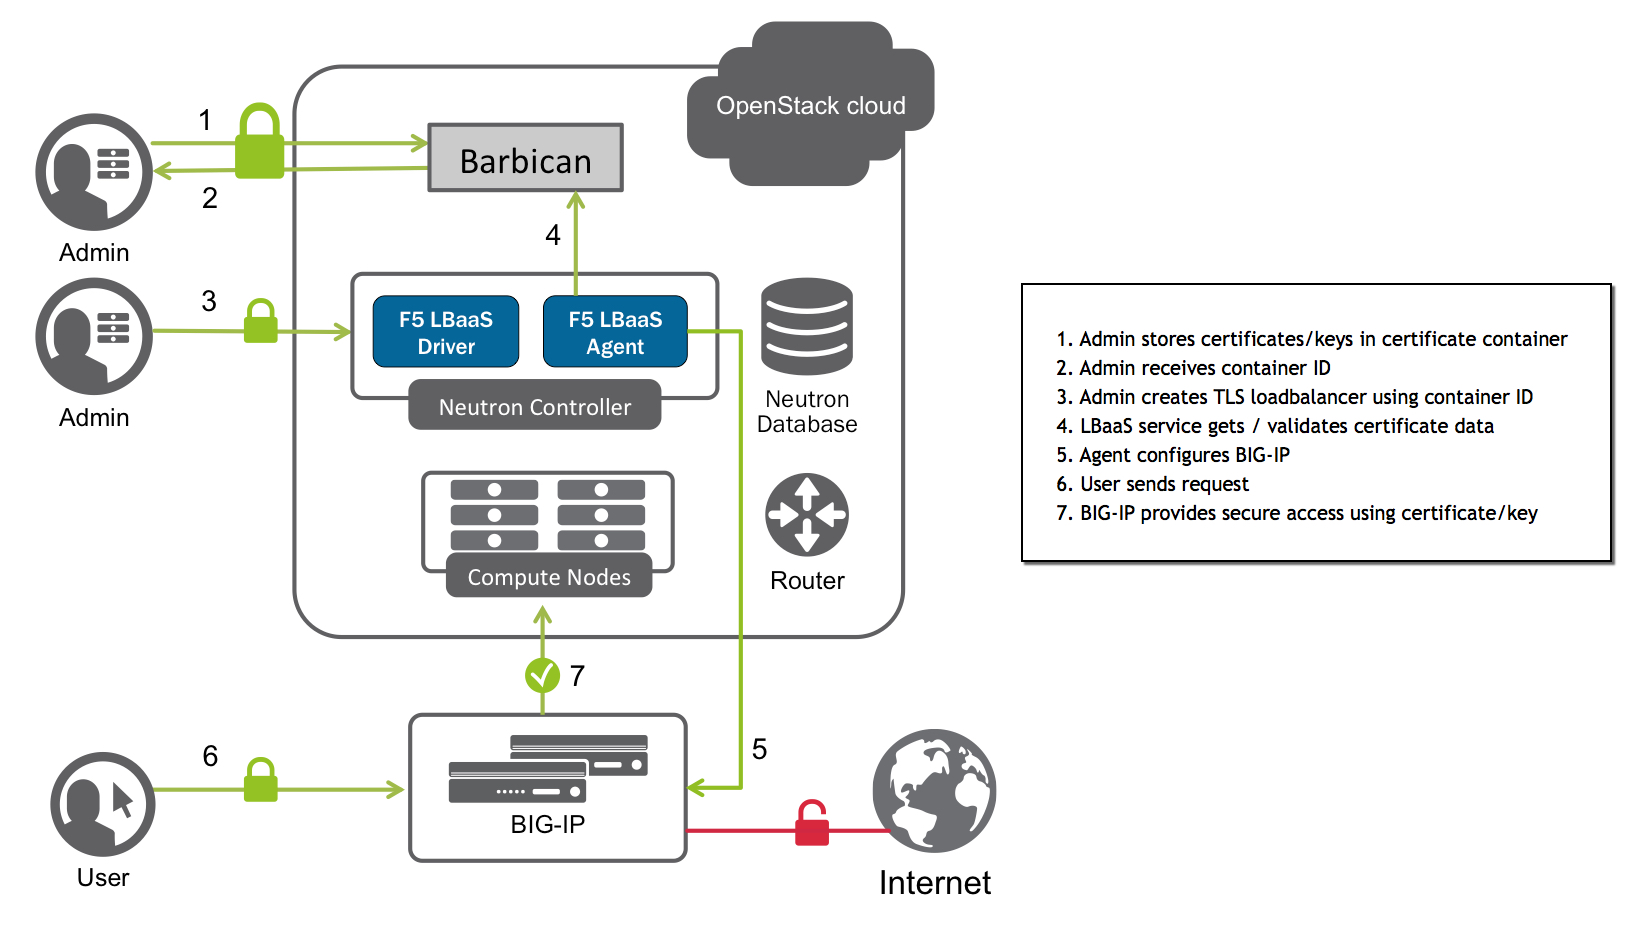 OpenStack cloud
1
Barbican
2
Admin
4
3
F5 LBaaS
Driver
F5 LBaaS
Agent
Neutron Controller
Admin
Neutron
Database
Compute Nodes
Router
7
6
5
BIG-IP
User
Internet
1. Admin stores certificates/keys in certificate container
2. Admin receives container ID
3. Admin creates TLS loadbalancer using container ID
4. LBaaS service gets / validates certificate data
5. Agent configures BIG-IP
6. User sends request
7. BIG-IP provides secure access using certificate/key